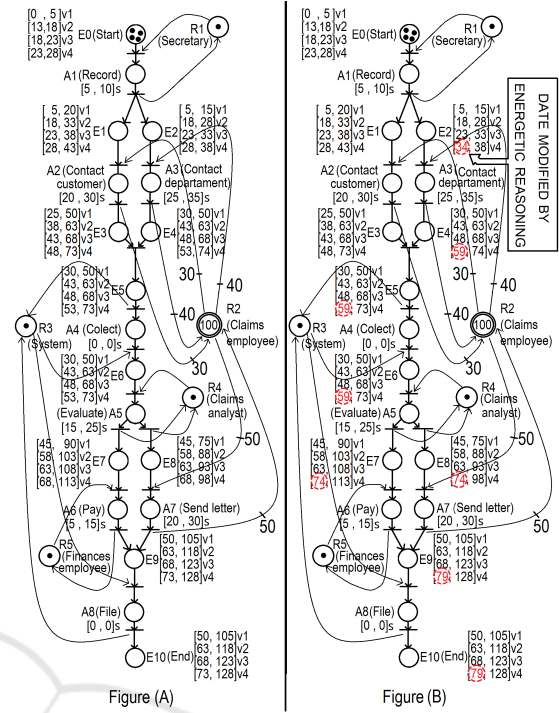 [0 , 5]v1
[13,18]v2
[18,23]v3
[23,28]v4
E0(Start)
R1
(Secretary)
A1(Record)
[5 , 10]s
[ 5, 20]v1
[18, 33]v2
[23, 38]v3
[28, 43]v4
E1
E2
[ 5, 15]v1
[18, 28]v2
[23, 33]v3
[28, 38]v4
A2 (Contact
customer)
[20 , 30]s
A3 (Contact
departament)
[25 , 35]s
[25, 50]v1
[38, 63]v2
[43, 68]v3
[48, 73]v4
E3
E4
[30, 50]v1
[43, 63]v2
[48, 68]v3
[53, 74]v4
[30, 50]v1
[43, 63]v2
[48, 68]v3
[53, 73]v4
E5
30
40
40
R2
100
(Claims
employee)
R3
(System)
A4 (Colect)
[0 , 0]s
30
[30, 50]v1
[43, 63]v2
[48, 68]v3
[53, 73]v4
E6
R4
(Claims
analyst)
(Evaluate) A5
[15 , 25]s
50
[45, 90]v1
[58, 103]v2
[63, 108]v3
[68, 113]v4
E7
E8
[45, 75]v1
[58, 88]v2
[63, 93]v3
[68, 98]v4
A6 (Pay)
[5 , 15]s
A7 (Send letter)
[20 , 30]s
50
R5
(Finances
employee)
[50, 105]v1
[63, 118]v2
[68, 123]v3
[73, 128]v4
E9
A8(File)
[0 , 0]s
E10(End)
[50, 105]v1
[63, 118]v2
[68, 123]v3
[73, 128]v4
Figure (A)
[0 , 5]v1
[13,18]v2
[18,23]v3
[23,28]v4
E0(Start)
R1
(Secretary)
A1(Record)
[5 , 10]s
DATE MODIFIED BY
ENERGETIC REASONING
[ 5, 20]v1
[18, 33]v2
[23, 38]v3
[28, 43]v4
E1
E2
[ 5, 15]v1
[18, 28]v2
[23, 33]v3
[34, 38]v4
A2 (Contact
customer)
[20 , 30]s
A3 (Contact
departament)
[25 , 35]s
[25, 50]v1
[38, 63]v2
[43, 68]v3
[48, 73]v4
E3
E4
[30, 50]v1
[43, 63]v2
[48, 68]v3
[59, 74]v4
[30, 50]v1
[43, 63]v2
[48, 68]v3
[59, 73]v4
E5
30
40
40
R2
100
(Claims
employee)
R3
(System)
A4 (Colect)
[0 , 0]s
30
[30, 50]v1
[43, 63]v2
[48, 68]v3
[59, 73]v4
E6
R4
(Claims
analyst)
(Evaluate) A5
[15 , 25]s
50
[45, 90]v1
[58, 103]v2
[63, 108]v3
[74, 113]v4
E7
E8
[45, 75]v1
[58, 88]v2
[63, 93]v3
[74, 98]v4
A6 (Pay)
[5 , 15]s
A7 (Send letter)
[20 , 30]s
50
R5
(Finances
employee)
[50, 105]v1
[63, 118]v2
[68, 123]v3
[79, 128]v4
E9
A8(File)
[0 , 0]s
E10(End)
[50, 105]v1
[63, 118]v2
[68, 123]v3
[79, 128]v4
Figure (B)